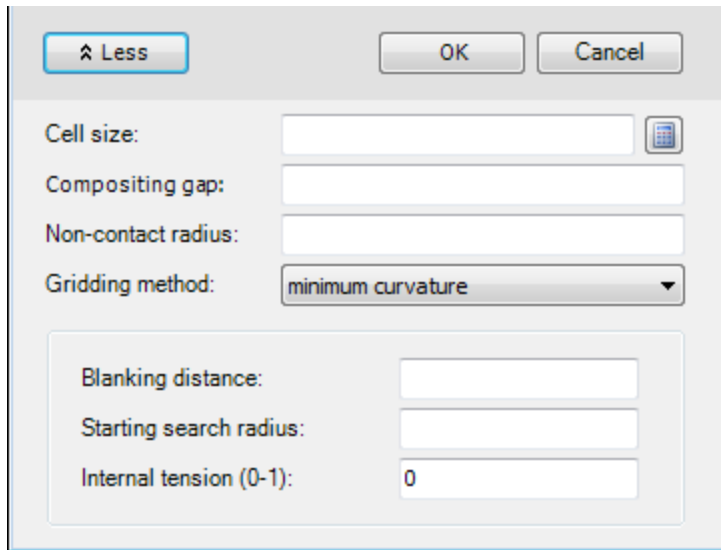 Less OK Cancel
Cell size:
Compositing gap:
Non-contact radius:
Gridding method: minimum curvature
Blanking distance:
Starting search radius:
Internal tension (0-1): 0